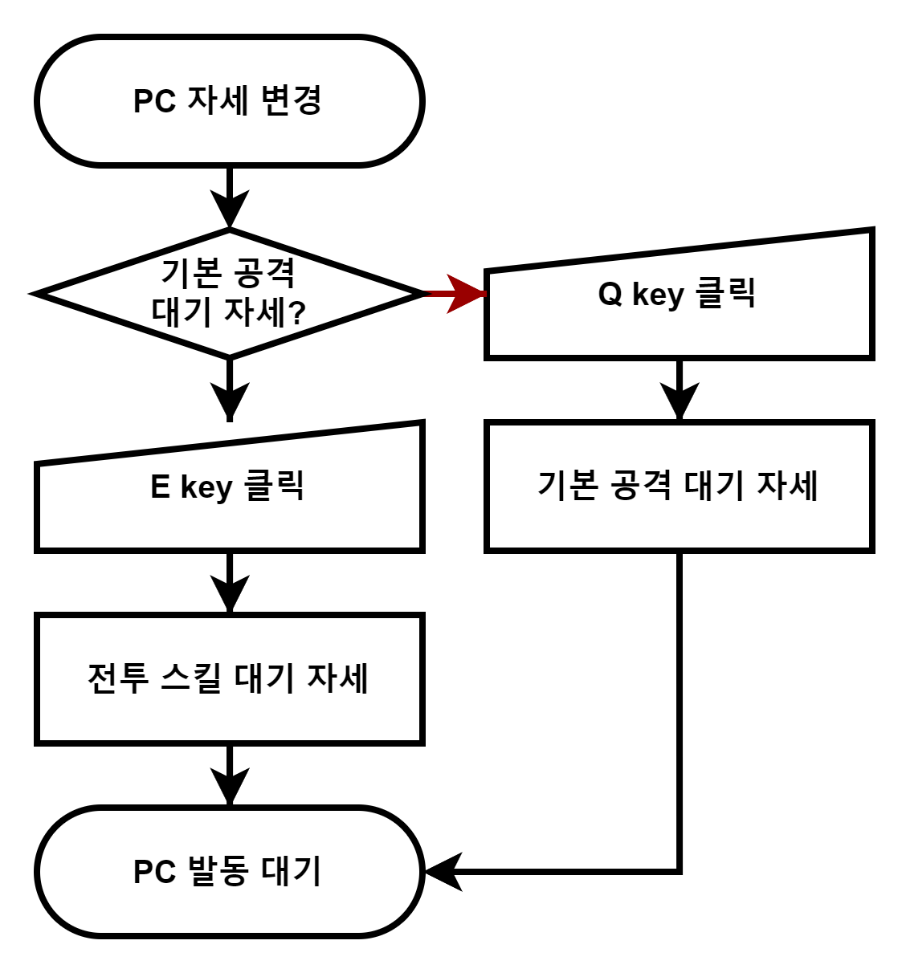 PC 자세 변경
기본 공격
대기 자세?
Q key 클릭
E key 클릭
기본 공격 대기 자세
전투 스킬 대기 자세
PC 발동 대기